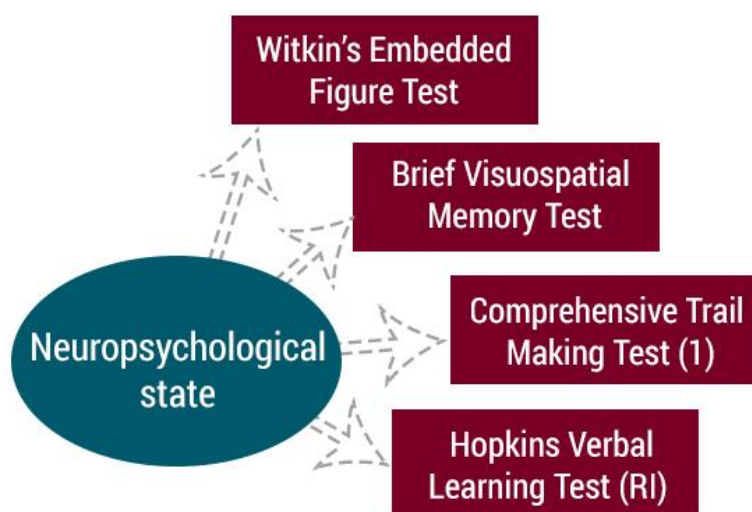 Witkin's Embedded
Figure Test
Brief Visuospatial
Memory Test
Neuropsychological
state
Comprehensive Trail
Making Test (1)
Hopkins Verbal
Learning Test (RI)